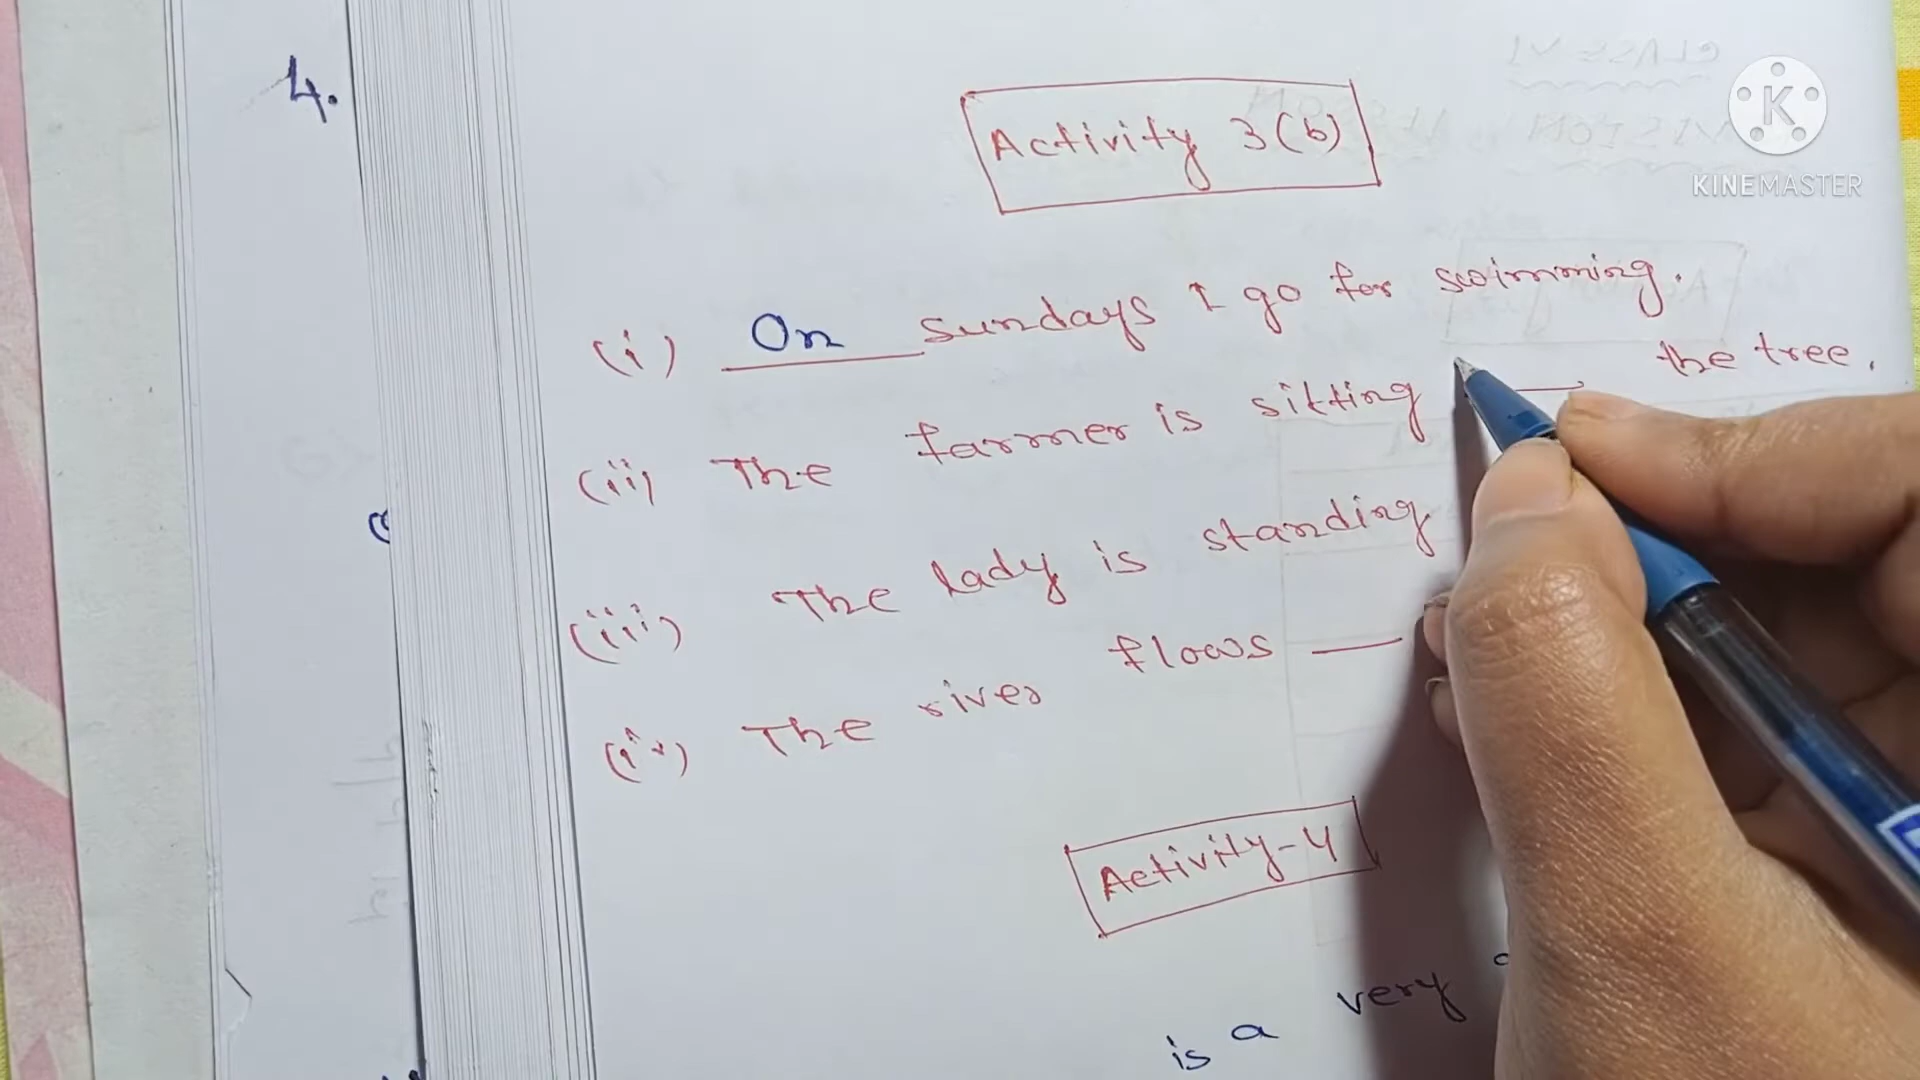 4.
Activity 3(b)
(i) On sundays I go for swimming.
(ii) The farmer is sitting the tree.
(iii) The lady is standing
(iv) The river flows
Activity-4
is a very
KINEMASTER